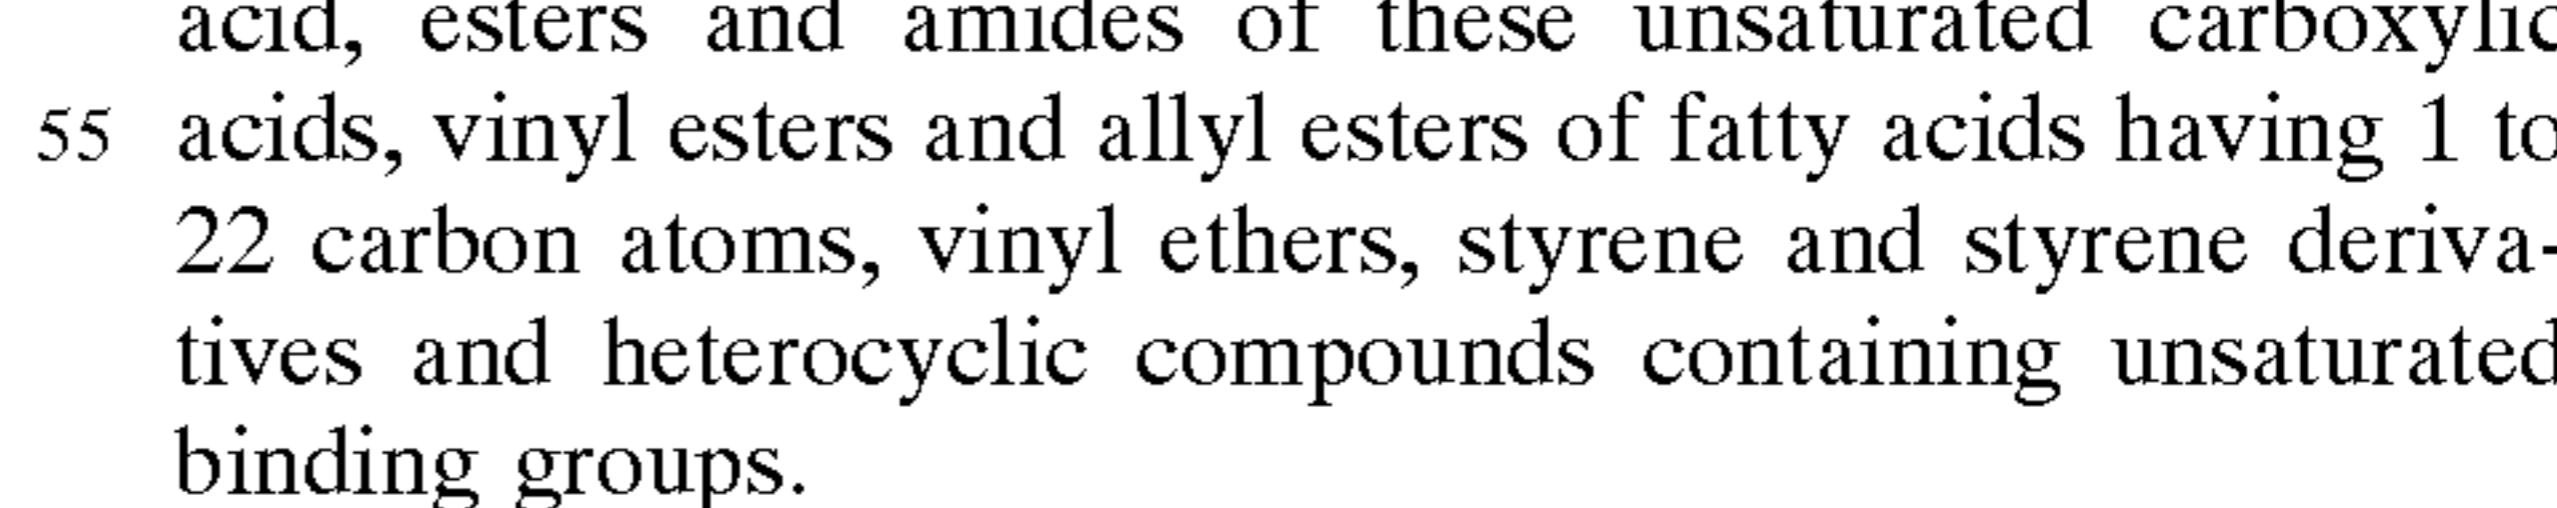 acid, esters and amides of these unsaturated carboxylic
55 acids, vinyl esters and allyl esters of fatty acids having 1 to
22 carbon atoms, vinyl ethers, styrene and styrene deriva-
tives and heterocyclic compounds containing unsaturated
binding groups.